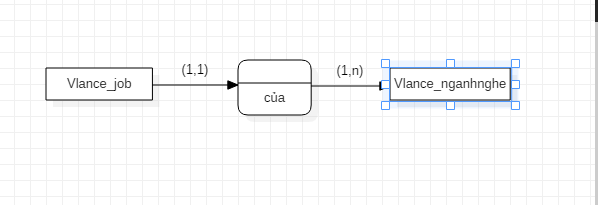 Vlance_job
(1,1)
của
(1,n)
Vlance_nganhnghe